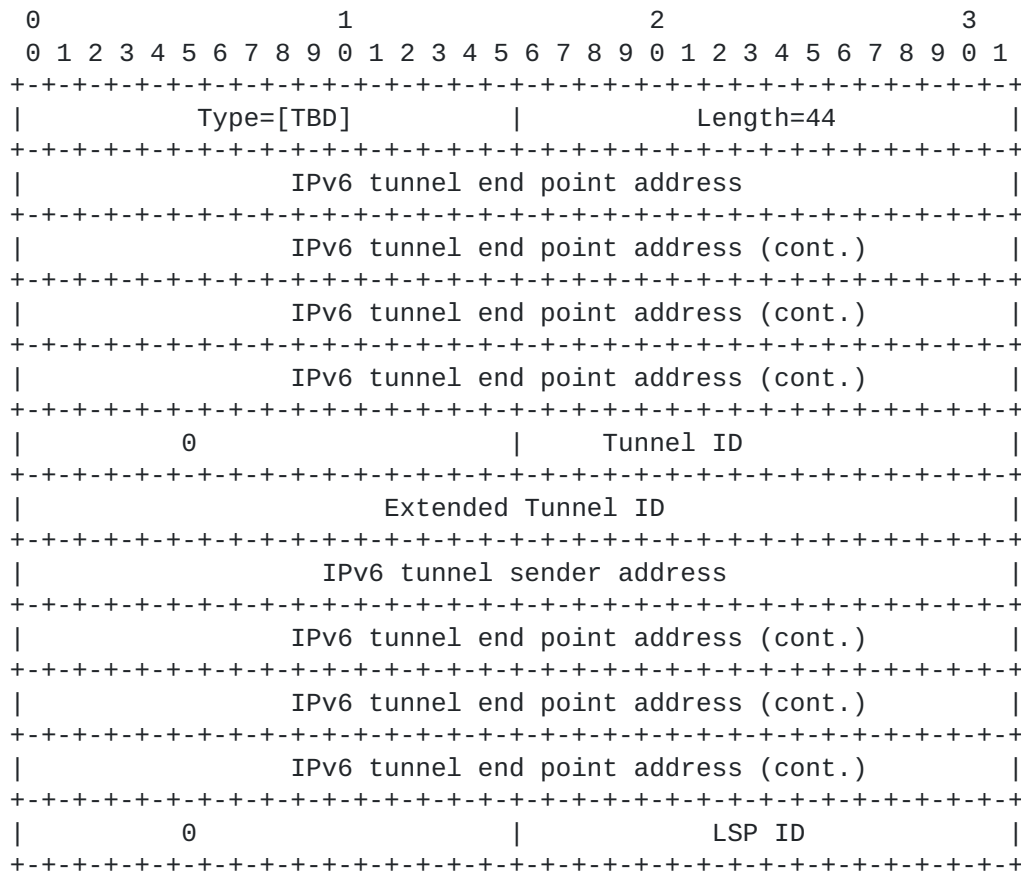 0                   1                   2                   3
 0 1 2 3 4 5 6 7 8 9 0 1 2 3 4 5 6 7 8 9 0 1 2 3 4 5 6 7 8 9 0 1
+-+-+-+-+-+-+-+-+-+-+-+-+-+-+-+-+-+-+-+-+-+-+-+-+-+-+-+-+-+-+-+-+
|           Type=[TBD]          |           Length=44           |
+-+-+-+-+-+-+-+-+-+-+-+-+-+-+-+-+-+-+-+-+-+-+-+-+-+-+-+-+-+-+-+-+
|                 IPv6 tunnel end point address                 |
+-+-+-+-+-+-+-+-+-+-+-+-+-+-+-+-+-+-+-+-+-+-+-+-+-+-+-+-+-+-+-+-+
|                 IPv6 tunnel end point address (cont.)         |
+-+-+-+-+-+-+-+-+-+-+-+-+-+-+-+-+-+-+-+-+-+-+-+-+-+-+-+-+-+-+-+-+
|                 IPv6 tunnel end point address (cont.)         |
+-+-+-+-+-+-+-+-+-+-+-+-+-+-+-+-+-+-+-+-+-+-+-+-+-+-+-+-+-+-+-+-+
|                 IPv6 tunnel end point address (cont.)         |
+-+-+-+-+-+-+-+-+-+-+-+-+-+-+-+-+-+-+-+-+-+-+-+-+-+-+-+-+-+-+-+-+
|          0                    |     Tunnel ID                 |
+-+-+-+-+-+-+-+-+-+-+-+-+-+-+-+-+-+-+-+-+-+-+-+-+-+-+-+-+-+-+-+-+
|                       Extended Tunnel ID                      |
+-+-+-+-+-+-+-+-+-+-+-+-+-+-+-+-+-+-+-+-+-+-+-+-+-+-+-+-+-+-+-+-+
|                   IPv6 tunnel sender address                  |
+-+-+-+-+-+-+-+-+-+-+-+-+-+-+-+-+-+-+-+-+-+-+-+-+-+-+-+-+-+-+-+-+
|                 IPv6 tunnel end point address (cont.)         |
+-+-+-+-+-+-+-+-+-+-+-+-+-+-+-+-+-+-+-+-+-+-+-+-+-+-+-+-+-+-+-+-+
|                 IPv6 tunnel end point address (cont.)         |
+-+-+-+-+-+-+-+-+-+-+-+-+-+-+-+-+-+-+-+-+-+-+-+-+-+-+-+-+-+-+-+-+
|                 IPv6 tunnel end point address (cont.)         |
+-+-+-+-+-+-+-+-+-+-+-+-+-+-+-+-+-+-+-+-+-+-+-+-+-+-+-+-+-+-+-+-+
|          0                    |            LSP ID             |
+-+-+-+-+-+-+-+-+-+-+-+-+-+-+-+-+-+-+-+-+-+-+-+-+-+-+-+-+-+-+-+-+